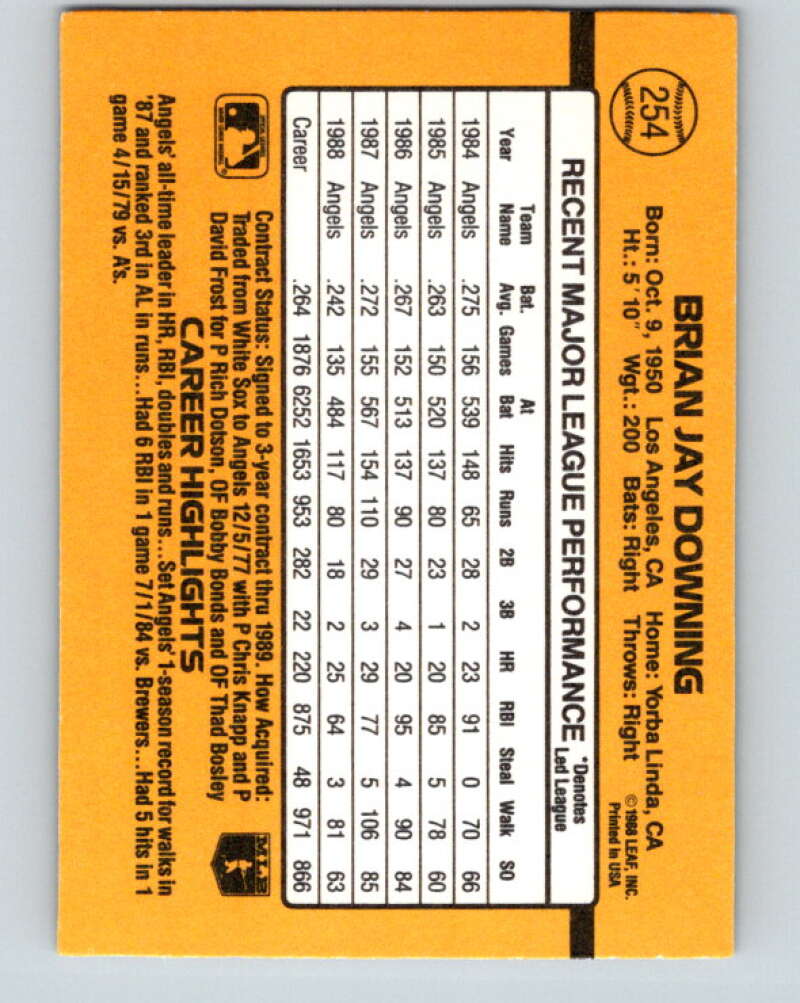 254
BRIAN JAY DOWNING
Born: Oct. 9, 1950 Los Angeles, CA Home: Yorba Linda, CA
Ht.: 5'10" Wgt.: 200 Bats: Right Throws: Right
©1988 LEAF, INC.
Printed in USA
RECENT MAJOR LEAGUE PERFORMANCE *Denotes Led League
Year Team Name Bat. Avg. Games At Bat Hits Runs 2B 3B HR RBI Steal Walk SO
1984 Angels .275 156 539 148 65 28 2 23 91 0 70 66
1985 Angels .263 150 520 137 80 23 1 20 85 5 78 60
1986 Angels .267 152 513 137 90 27 4 20 95 4 90 84
1987 Angels .272 155 567 154 110 29 3 29 77 5 106 85
1988 Angels .242 135 484 117 80 18 2 25 64 3 81 63
Career .264 1876 6252 1653 953 282 22 220 875 48 971 866
Contract Status: Signed to 3-year contract thru 1989. How Acquired:
Traded from White Sox to Angels 12/5/77 with P Chris Knapp and P
David Frost for P Rich Dotson, OF Bobby Bonds and OF Thad Bosley
MLB
CAREER HIGHLIGHTS
Angels' all-time leader in HR, RBI, doubles and runs...Set Angels' 1-season record for walks in
'87 and ranked 3rd in AL in runs...Had 6 RBI in 1 game 7/1/84 vs. Brewers...Had 5 hits in 1
game 4/15/79 vs. A's.